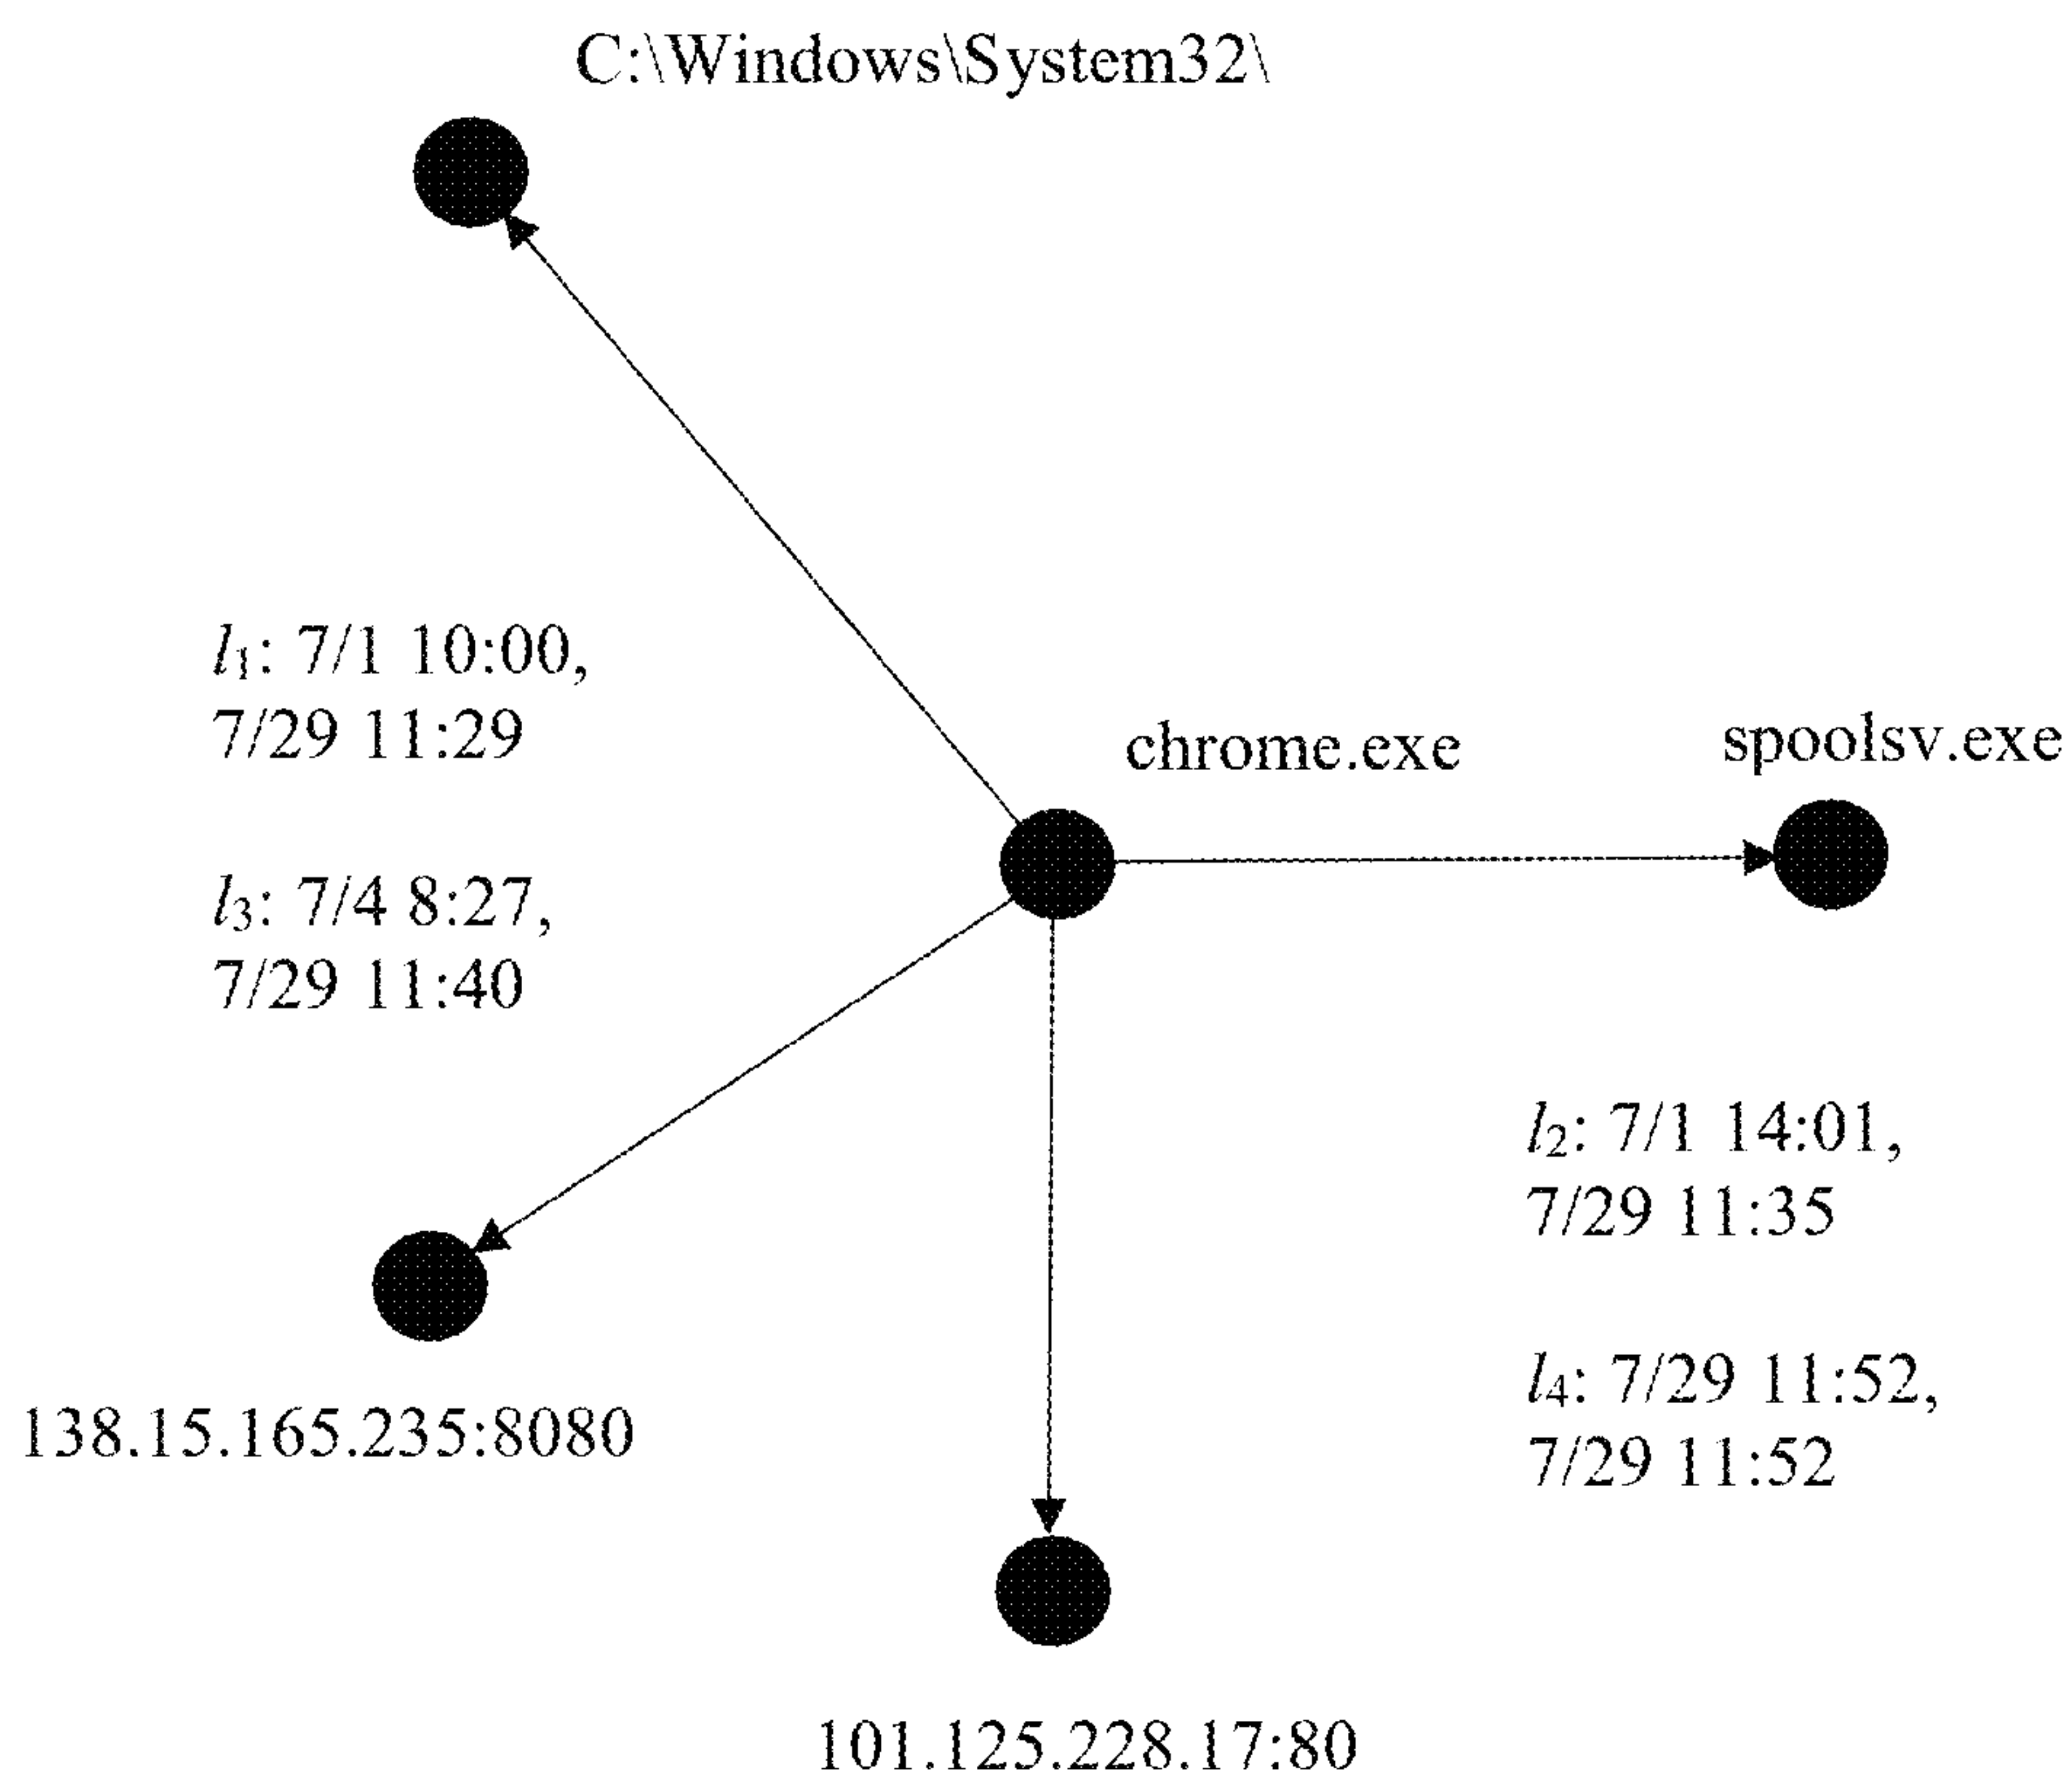 C:\Windows\System32\
l1: 7/1 10:00,
7/29 11:29
chrome.exe
spoolsv.exe
l3: 7/4 8:27,
7/29 11:40
l2: 7/1 14:01,
7/29 11:35
l4: 7/29 11:52,
7/29 11:52
138.15.165.235:8080
101.125.228.17:80